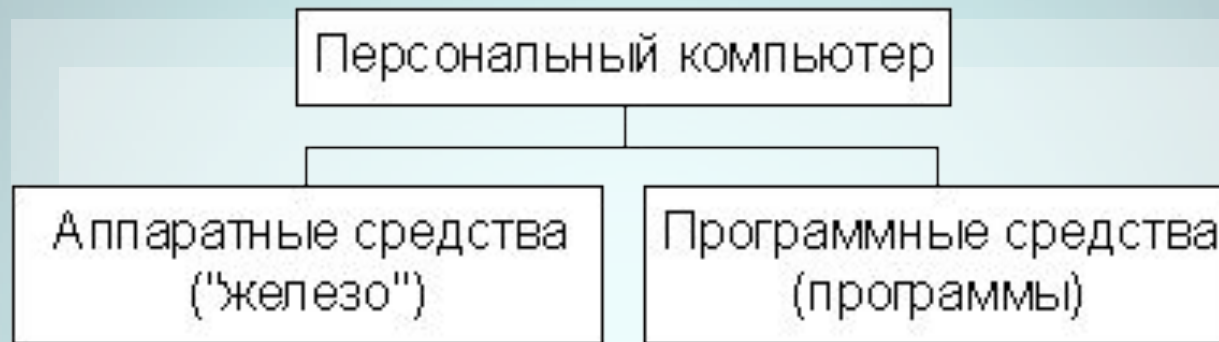 Персональный компьютер
Аппаратные средства
("железо")
Программные средства
(программы)